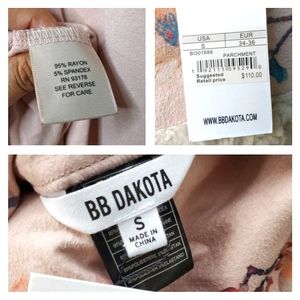 95% RAYON
5% SPANDEX
RN 93178
SEE REVERSE
FOR CARE
USA
EUR
S
34-36
BI301689
PARCHMENT
Suggested
Retail price
$110.00
WWW.BBDAKOTA.COM
BB DAKOTA
S
MADE IN
CHINA